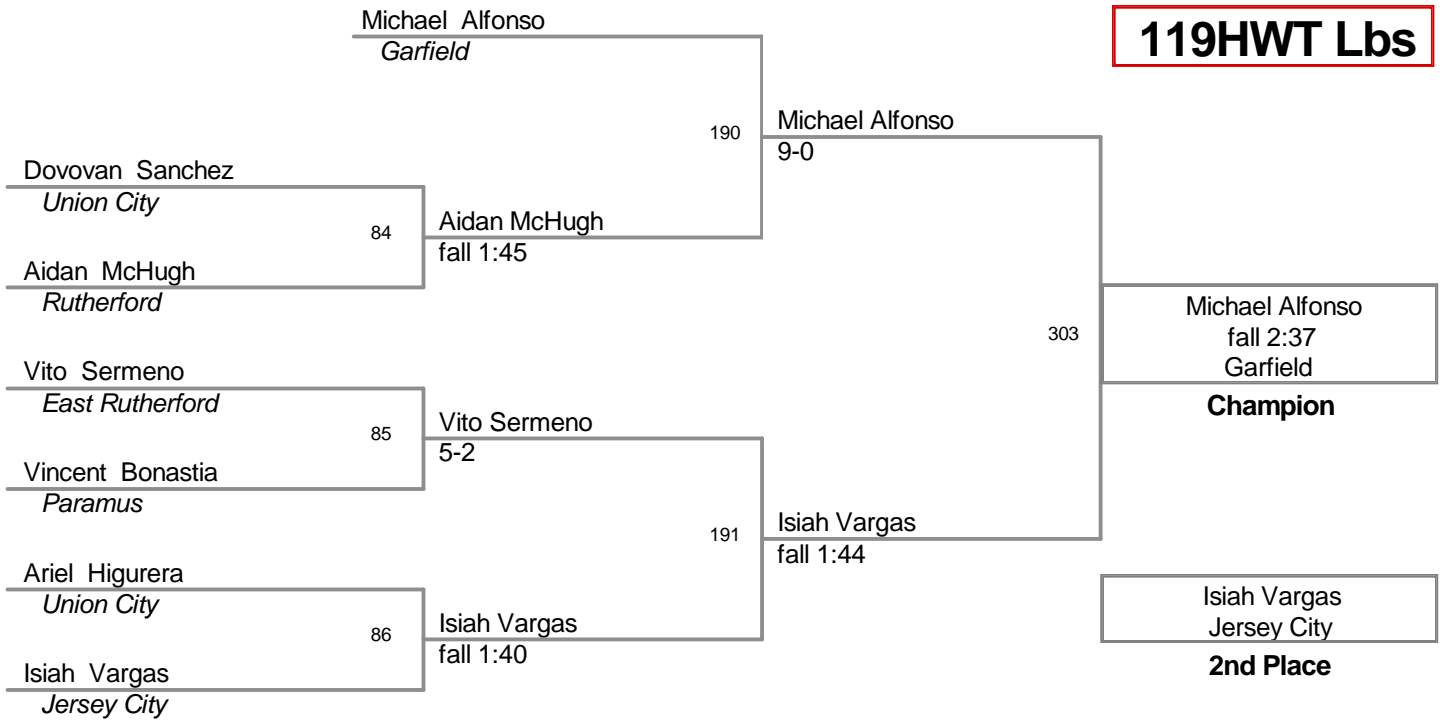 Michael Alfonso
Garfield
119HWT Lbs
190
Michael Alfonso
9-0
Dovovan Sanchez
Union City
84
Aidan McHugh
fall 1:45
Aidan McHugh
Rutherford
303
Michael Alfonso
fall 2:37
Garfield
Champion
Vito Sermeno
East Rutherford
85
Vito Sermeno
5-2
Vincent Bonastia
Paramus
191
Isiah Vargas
fall 1:44
Ariel Higurera
Union City
86
Isiah Vargas
fall 1:40
Isiah Vargas
Jersey City
Isiah Vargas
Jersey City
2nd Place